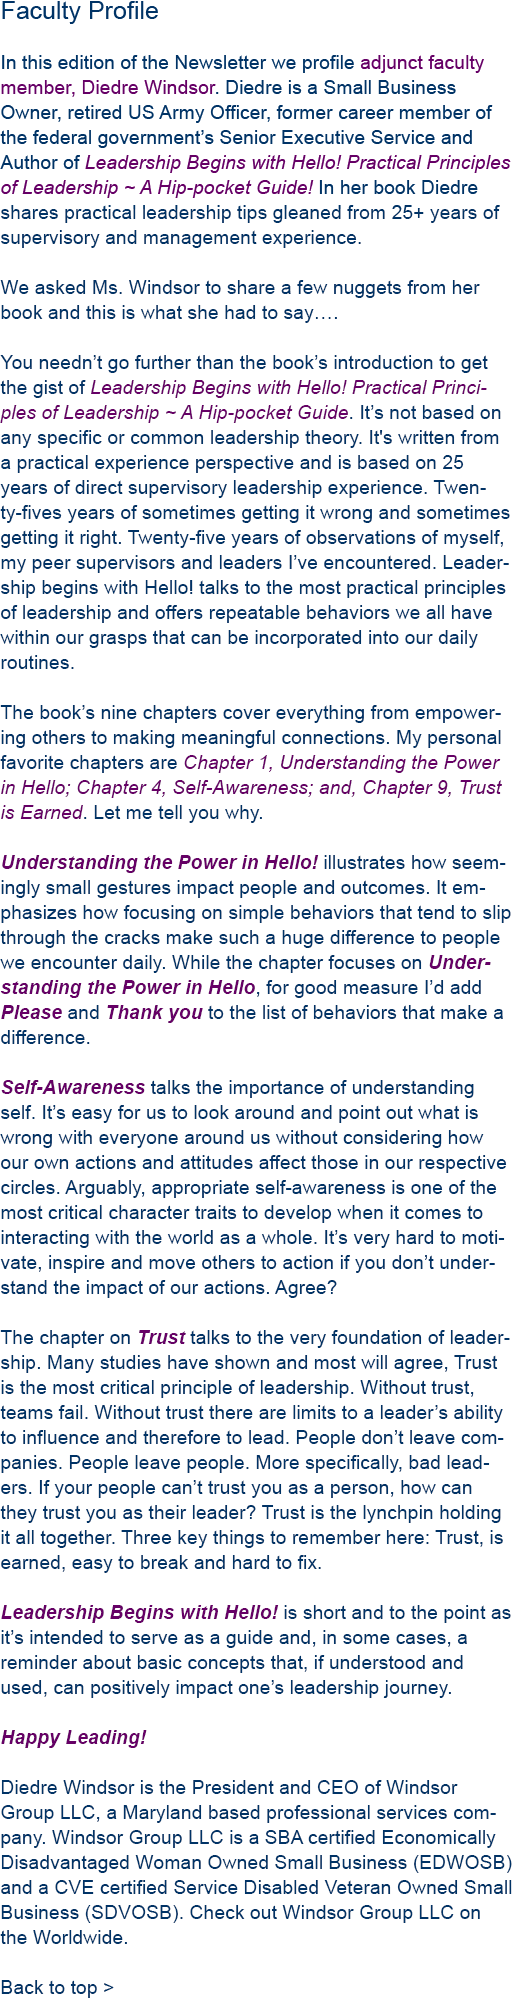 Faculty Profile
In this edition of the Newsletter we profile adjunct faculty
member, Diedre Windsor. Diedre is a Small Business
Owner, retired US Army Officer, former career member of
the federal government’s Senior Executive Service and
Author of Leadership Begins with Hello! Practical Principles
of Leadership ~ A Hip-pocket Guide! In her book Diedre
shares practical leadership tips gleaned from 25+ years of
supervisory and management experience.
We asked Ms. Windsor to share a few nuggets from her
book and this is what she had to say….
You needn’t go further than the book’s introduction to get
the gist of Leadership Begins with Hello! Practical Princi-
ples of Leadership ~ A Hip-pocket Guide. It’s not based on
any specific or common leadership theory. It's written from
a practical experience perspective and is based on 25
years of direct supervisory leadership experience. Twen-
ty-fives years of sometimes getting it wrong and sometimes
getting it right. Twenty-five years of observations of myself,
my peer supervisors and leaders I’ve encountered. Leader-
ship begins with Hello! talks to the most practical principles
of leadership and offers repeatable behaviors we all have
within our grasps that can be incorporated into our daily
routines.
The book’s nine chapters cover everything from empower-
ing others to making meaningful connections. My personal
favorite chapters are Chapter 1, Understanding the Power
in Hello; Chapter 4, Self-Awareness; and, Chapter 9, Trust
is Earned. Let me tell you why.
Understanding the Power in Hello! illustrates how seem-
ingly small gestures impact people and outcomes. It em-
phasizes how focusing on simple behaviors that tend to slip
through the cracks make such a huge difference to people
we encounter daily. While the chapter focuses on Under-
standing the Power in Hello, for good measure I’d add
Please and Thank you to the list of behaviors that make a
difference.
Self-Awareness talks the importance of understanding
self. It’s easy for us to look around and point out what is
wrong with everyone around us without considering how
our own actions and attitudes affect those in our respective
circles. Arguably, appropriate self-awareness is one of the
most critical character traits to develop when it comes to
interacting with the world as a whole. It’s very hard to moti-
vate, inspire and move others to action if you don’t under-
stand the impact of our actions. Agree?
The chapter on Trust talks to the very foundation of leader-
ship. Many studies have shown and most will agree, Trust
is the most critical principle of leadership. Without trust,
teams fail. Without trust there are limits to a leader’s ability
to influence and therefore to lead. People don’t leave com-
panies. People leave people. More specifically, bad lead-
ers. If your people can’t trust you as a person, how can
they trust you as their leader? Trust is the lynchpin holding
it all together. Three key things to remember here: Trust, is
earned, easy to break and hard to fix.
Leadership Begins with Hello! is short and to the point as
it’s intended to serve as a guide and, in some cases, a
reminder about basic concepts that, if understood and
used, can positively impact one’s leadership journey.
Happy Leading!
Diedre Windsor is the President and CEO of Windsor
Group LLC, a Maryland based professional services com-
pany. Windsor Group LLC is a SBA certified Economically
Disadvantaged Woman Owned Small Business (EDWOSB)
and a CVE certified Service Disabled Veteran Owned Small
Business (SDVOSB). Check out Windsor Group LLC on
the Worldwide.
Back to top >